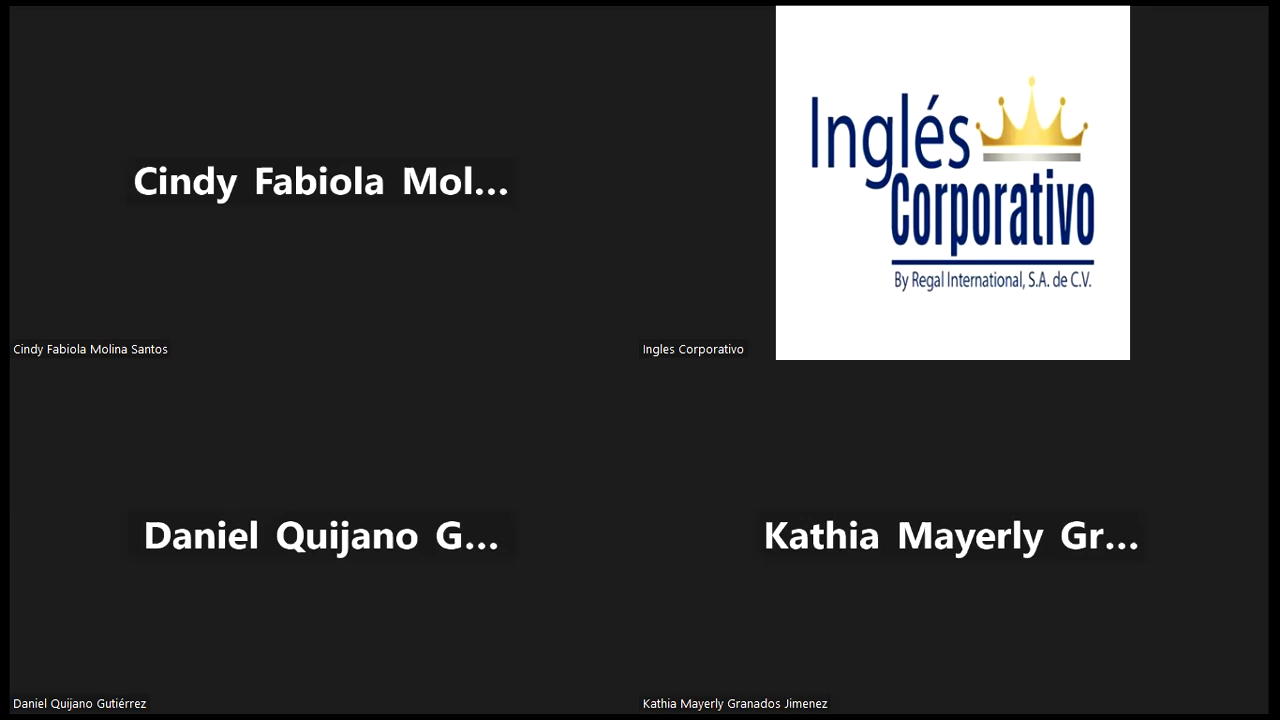 Cindy Fabiola Mol...
Cindy Fabiola Molina Santos
Inglés
Corporativo
By Regal International, S.A. de C.V.
Ingles Corporativo
Daniel Quijano G...
Daniel Quijano Gutiérrez
Kathia Mayerly Gr...
Kathia Mayerly Granados Jimenez